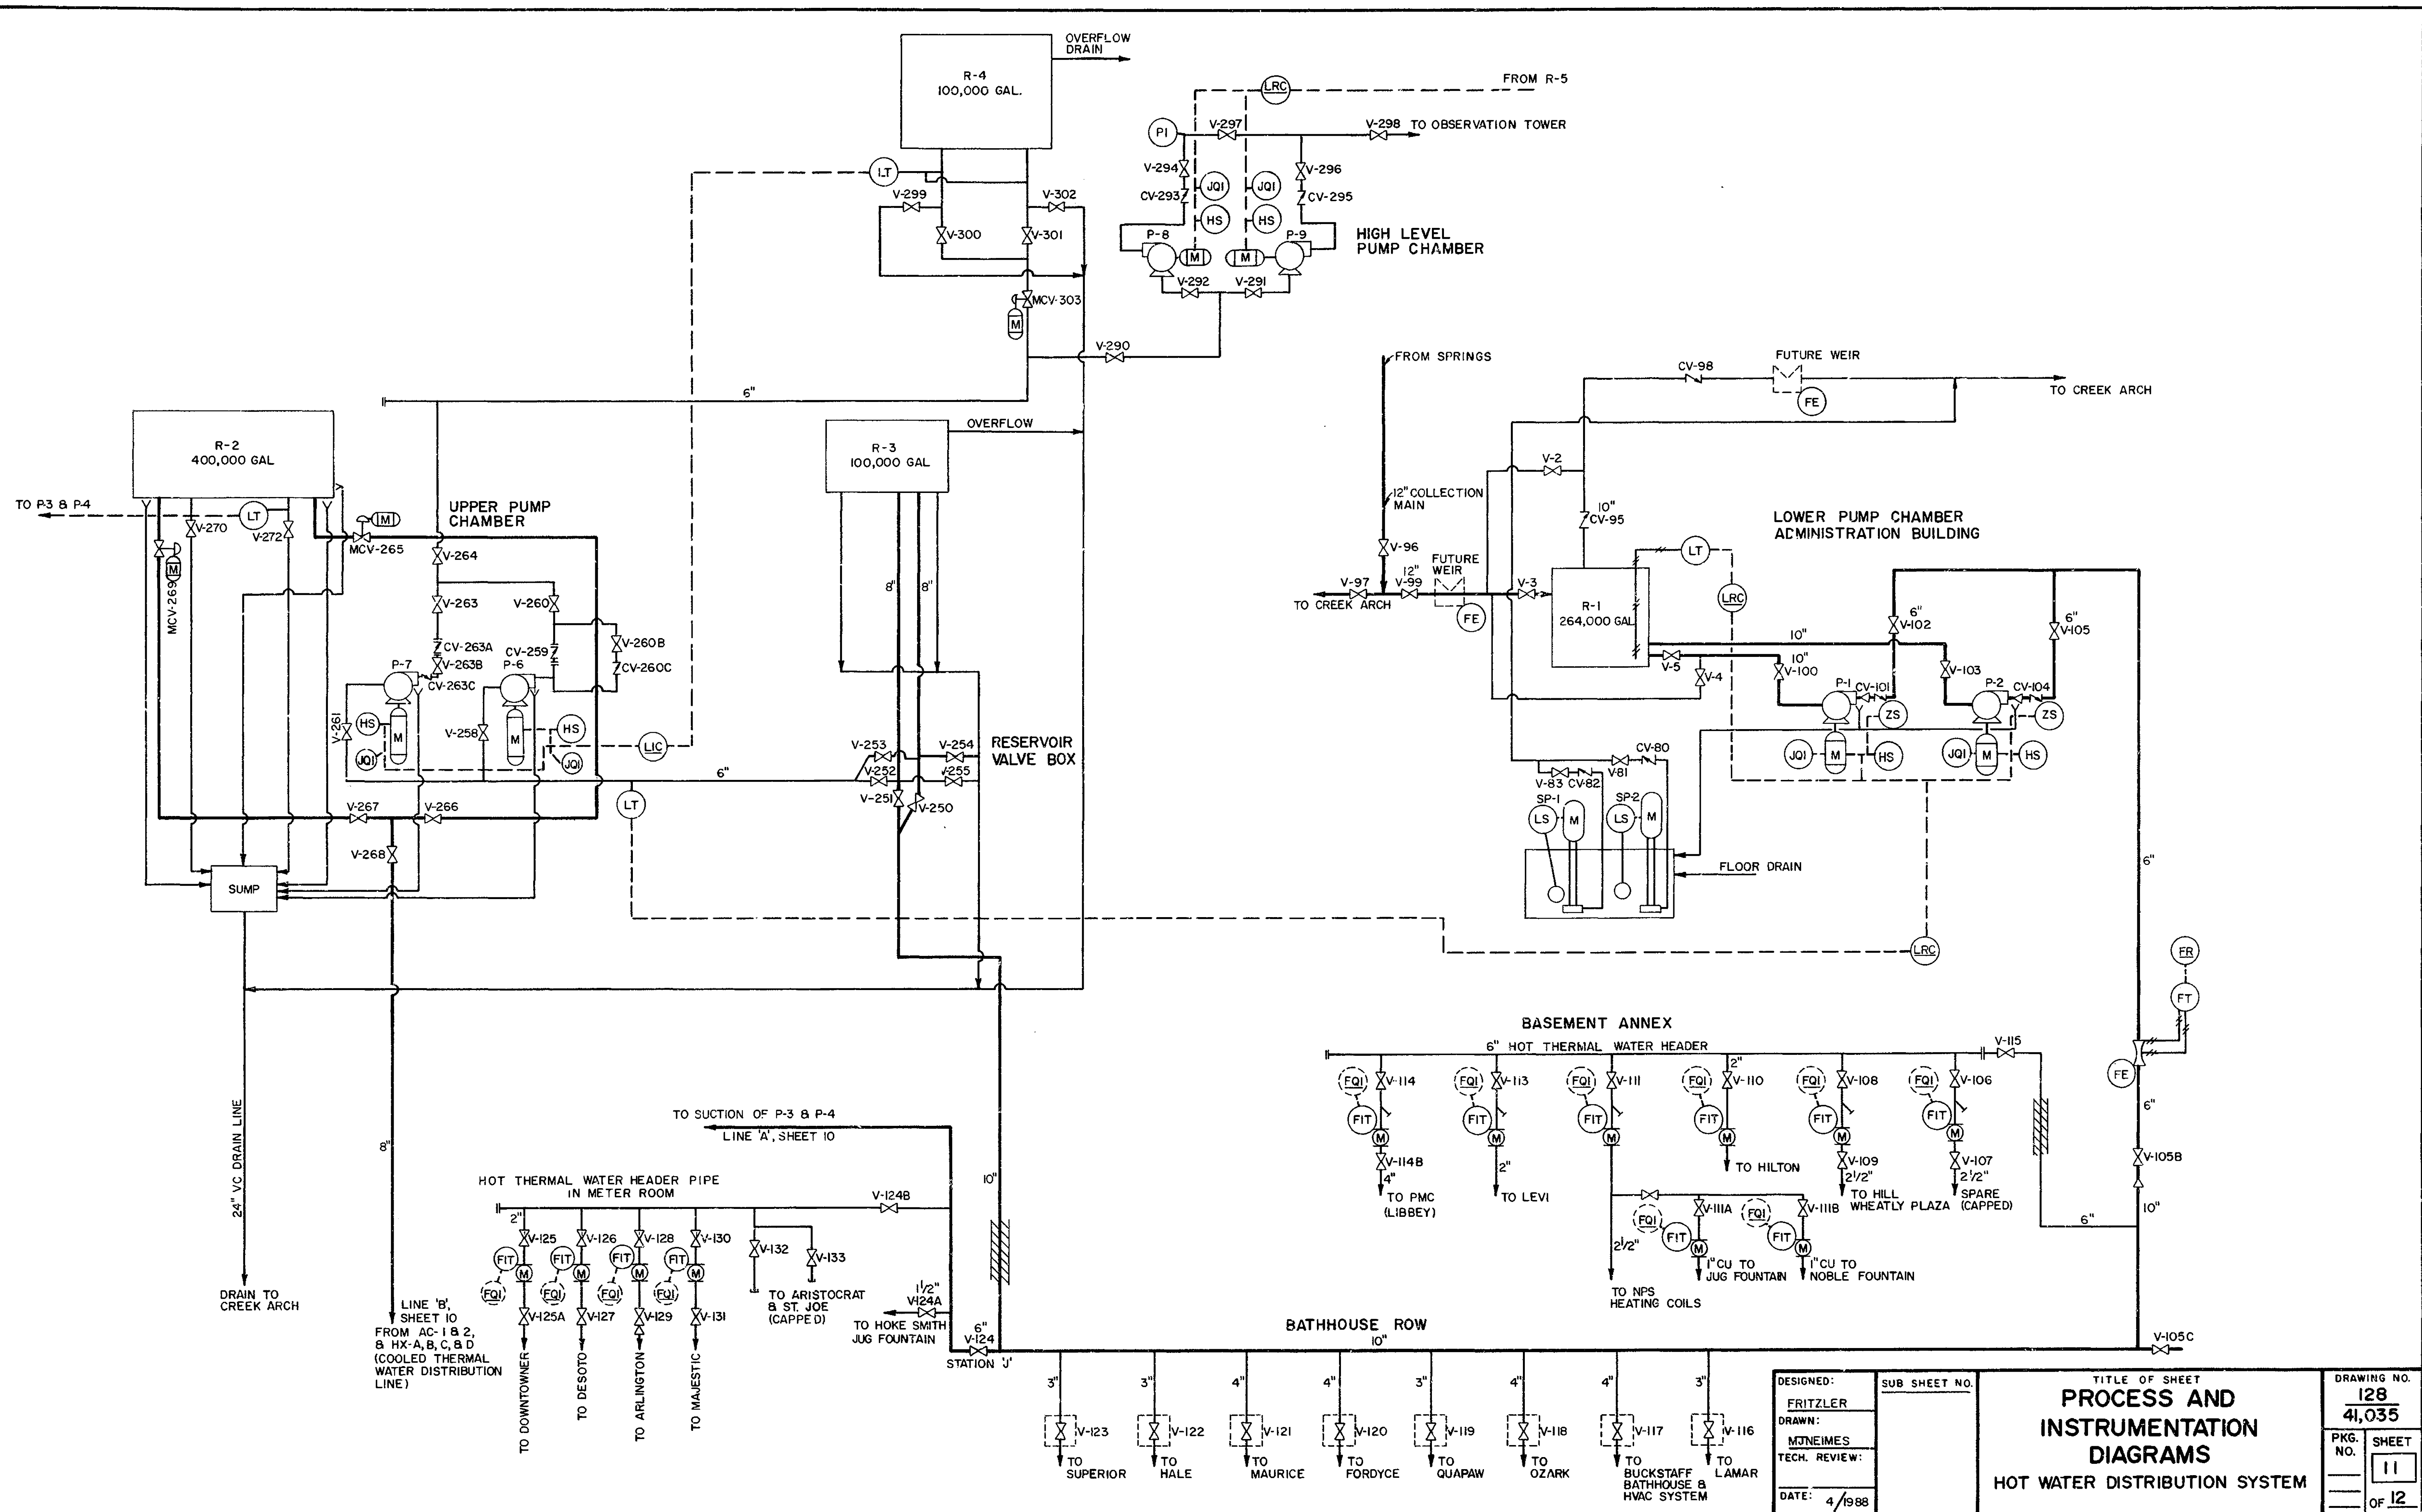 OVERFLOW
DRAIN
R-4
100,000 GAL.
LRC
FROM R-5
PI
V-297
V-298
TO OBSERVATION TOWER
V-294
V-296
LT
JQI
JQI
CV-293
CV-295
V-299
V-302
HS
HS
V-300
V-301
P-8
P-9
M
M
HIGH LEVEL
PUMP CHAMBER
V-292
V-291
MCV-303
M
V-290
6"
FROM SPRINGS
CV-98
FUTURE WEIR
FE
TO CREEK ARCH
R-2
400,000 GAL
R-3
100,000 GAL
OVERFLOW
TO P-3 & P-4
LT
V-270
V-272
M
MCV-265
M
MCV-269
UPPER PUMP
CHAMBER
V-264
V-263
V-260
CV-263A
V-263B
CV-263C
CV-259
V-260B
CV-260C
P-7
P-6
V-261
HS
M
JQI
V-258
M
HS
JQI
LIC
6"
LT
8"
8"
V-253
V-254
V-252
V-255
V-251
V-250
RESERVOIR
VALVE BOX
V-267
V-266
V-268
SUMP
V-2
12" COLLECTION
MAIN
10"
CV-95
V-96
12"
FUTURE
WEIR
V-97
V-99
V-3
TO CREEK ARCH
FE
R-1
264,000 GAL
LT
LRC
LOWER PUMP CHAMBER
ADMINISTRATION BUILDING
6"
V-102
6"
V-105
10"
10"
V-5
V-4
V-100
V-103
P-1
CV-101
P-2
CV-104
ZS
ZS
JQI
M
HS
JQI
M
HS
CV-80
V-81
V-83
CV-82
SP-1
SP-2
LS
M
LS
M
FLOOR DRAIN
LRC
6"
FR
FT
FE
6"
V-105B
10"
BASEMENT ANNEX
6" HOT THERMAL WATER HEADER
V-115
FQI
V-114
FIT
M
V-114B
4"
TO PMC
(LIBBEY)
FQI
V-113
FIT
M
2"
TO LEVI
FQI
V-111
FIT
M
2"
FQI
V-110
FIT
M
TO HILTON
FQI
V-108
FIT
M
V-109
2 1/2"
TO HILL
WHEATLY PLAZA
FQI
V-106
FIT
M
V-107
2 1/2"
SPARE
(CAPPED)
6"
V-111A
V-111B
FQI
FIT
M
FQI
FIT
M
2 1/2"
1" CU TO
JUG FOUNTAIN
1" CU TO
NOBLE FOUNTAIN
TO NPS
HEATING COILS
24" VC DRAIN LINE
DRAIN TO
CREEK ARCH
8"
LINE 'B',
SHEET 10
FROM AC-1 & 2,
& HX-A, B, C, & D
(COOLED THERMAL
WATER DISTRIBUTION
LINE)
TO SUCTION OF P-3 & P-4
LINE 'A', SHEET 10
HOT THERMAL WATER HEADER PIPE
IN METER ROOM
V-124B
10"
2"
V-125
V-126
V-128
V-130
V-132
V-133
FIT
FIT
FIT
FIT
M
M
M
M
FQI
FQI
FQI
FQI
V-125A
V-127
V-129
V-131
TO DOWNTOWNER
TO DESOTO
TO ARLINGTON
TO MAJESTIC
TO ARISTOCRAT
& ST. JOE
(CAPPED)
1 1/2"
V-124A
TO HOKE SMITH
JUG FOUNTAIN
6"
V-124
STATION 'J'
BATHHOUSE ROW
10"
V-105C
3"
3"
4"
4"
3"
4"
4"
3"
V-123
V-122
V-121
V-120
V-119
V-118
V-117
V-116
TO
SUPERIOR
TO
HALE
TO
MAURICE
TO
FORDYCE
TO
QUAPAW
TO
OZARK
TO
BUCKSTAFF
BATHHOUSE &
HVAC SYSTEM
TO
LAMAR
DESIGNED:
FRITZLER
DRAWN:
MJNEIMES
TECH. REVIEW:
DATE: 4/1988
SUB SHEET NO.
TITLE OF SHEET
PROCESS AND
INSTRUMENTATION
DIAGRAMS
HOT WATER DISTRIBUTION SYSTEM
DRAWING NO.
128
41,035
PKG.
NO.
SHEET
11
OF 12